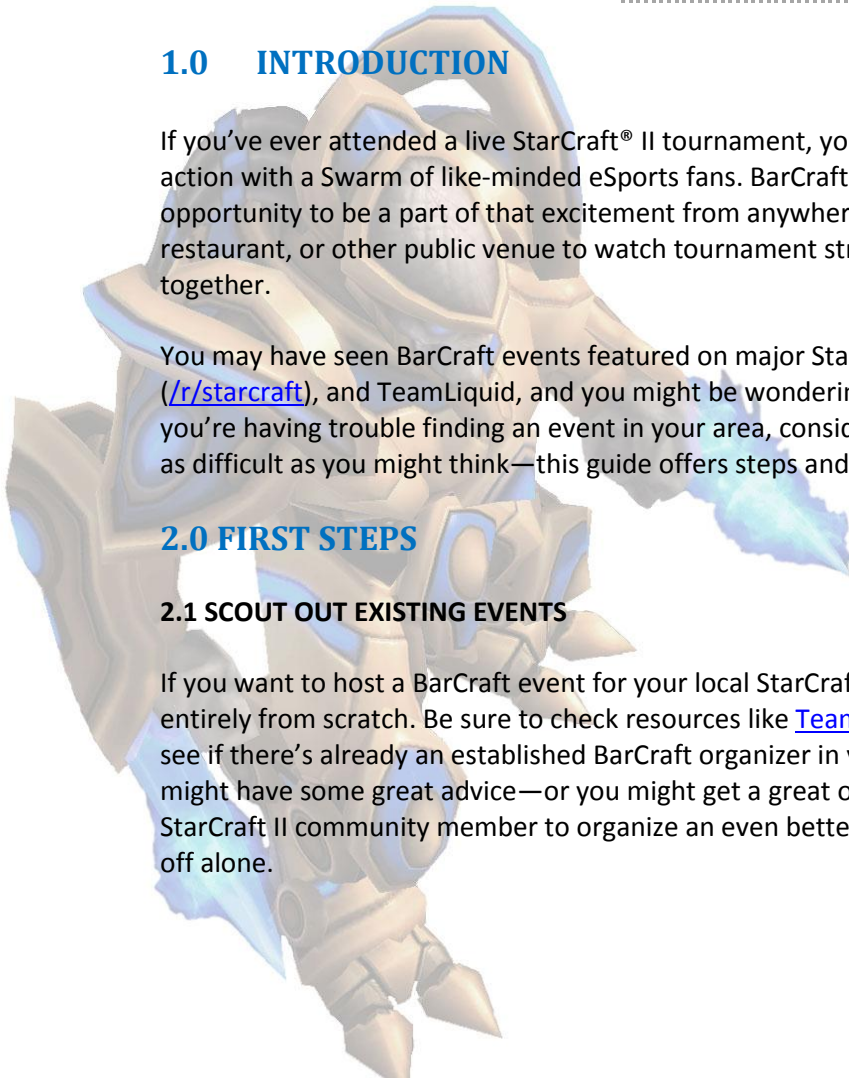 1.0 INTRODUCTION
If you’ve ever attended a live StarCraft® II tournament, yo
action with a Swarm of like-minded eSports fans. BarCraft
opportunity to be a part of that excitement from anywher
restaurant, or other public venue to watch tournament str
together.
You may have seen BarCraft events featured on major Sta
(/r/starcraft), and TeamLiquid, and you might be wonderin
you’re having trouble finding an event in your area, consid
as difficult as you might think—this guide offers steps and
2.0 FIRST STEPS
2.1 SCOUT OUT EXISTING EVENTS
If you want to host a BarCraft event for your local StarCraf
entirely from scratch. Be sure to check resources like Team
see if there’s already an established BarCraft organizer in y
might have some great advice—or you might get a great o
StarCraft II community member to organize an even bette
off alone.